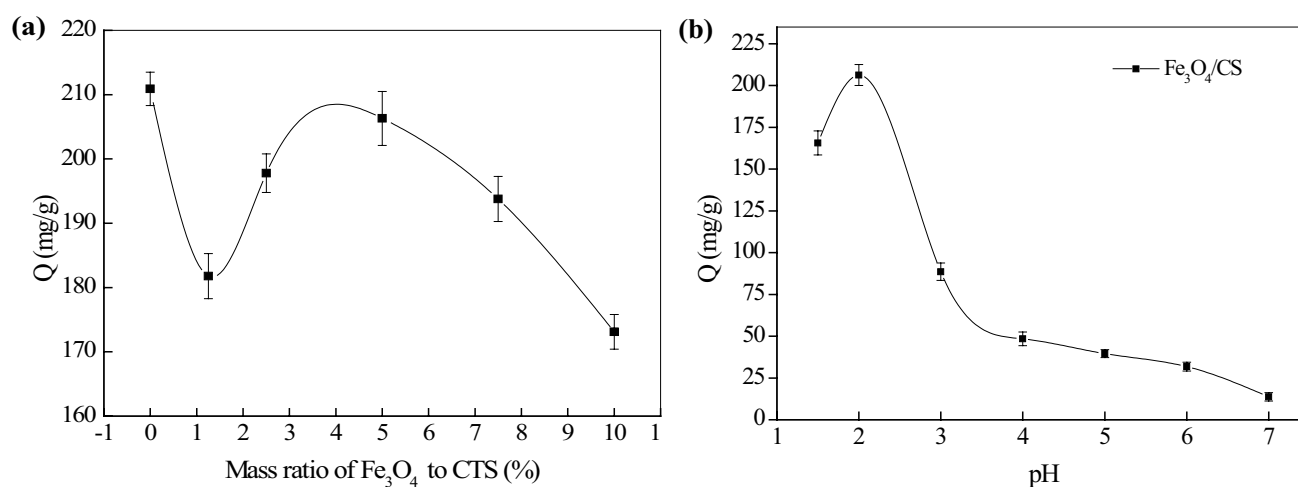 (a)
220
210
200
190
180
170
160
Q (mg/g)
-1 0 1 2 3 4 5 6 7 8 9 10 1
Mass ratio of Fe₃O₄ to CTS (%)
(b)
225
200
175
150
125
100
75
50
25
0
Q (mg/g)
Fe₃O₄/CS
1 2 3 4 5 6 7
pH